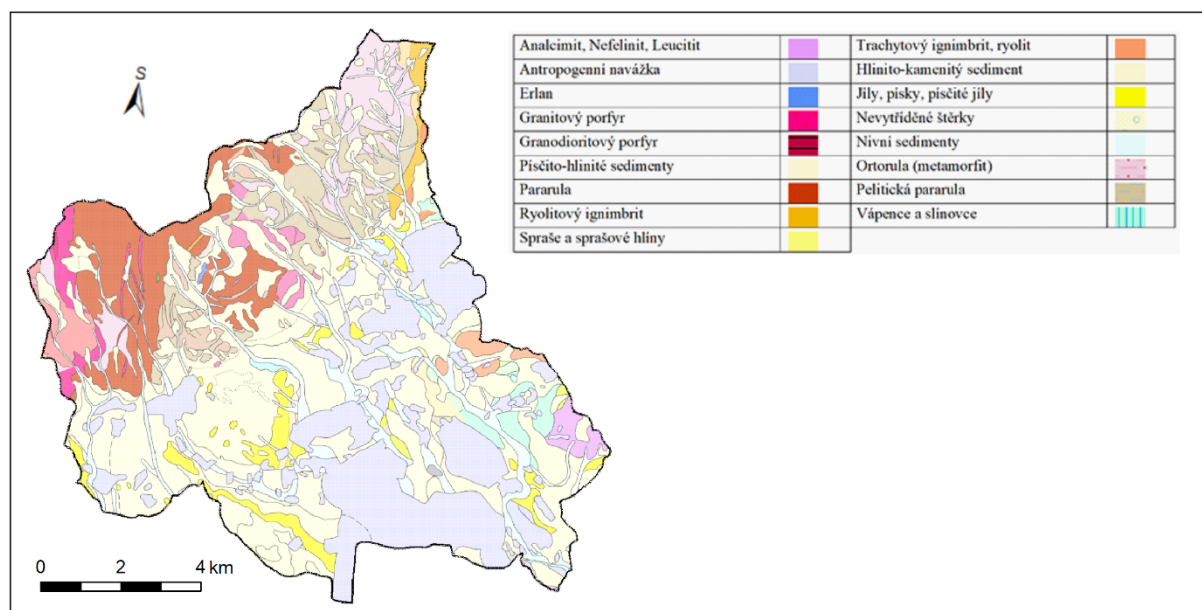 S
Analcimit, Nefelinit, Leucitit
Trachytový ignimbrit, ryolit
Antropogenní navážka
Hlinito-kamenitý sediment
Erlan
Jíly, písky, písčité jíly
Granitový porfyr
Nevytříděné štěrky
Granodioritový porfyr
Nivní sedimenty
Písčito-hlinité sedimenty
Ortorula (metamorfit)
Pararula
Pelitická pararula
Ryolitový ignimbrit
Vápence a slínovce
Spraše a sprašové hlíny
0 2 4 km